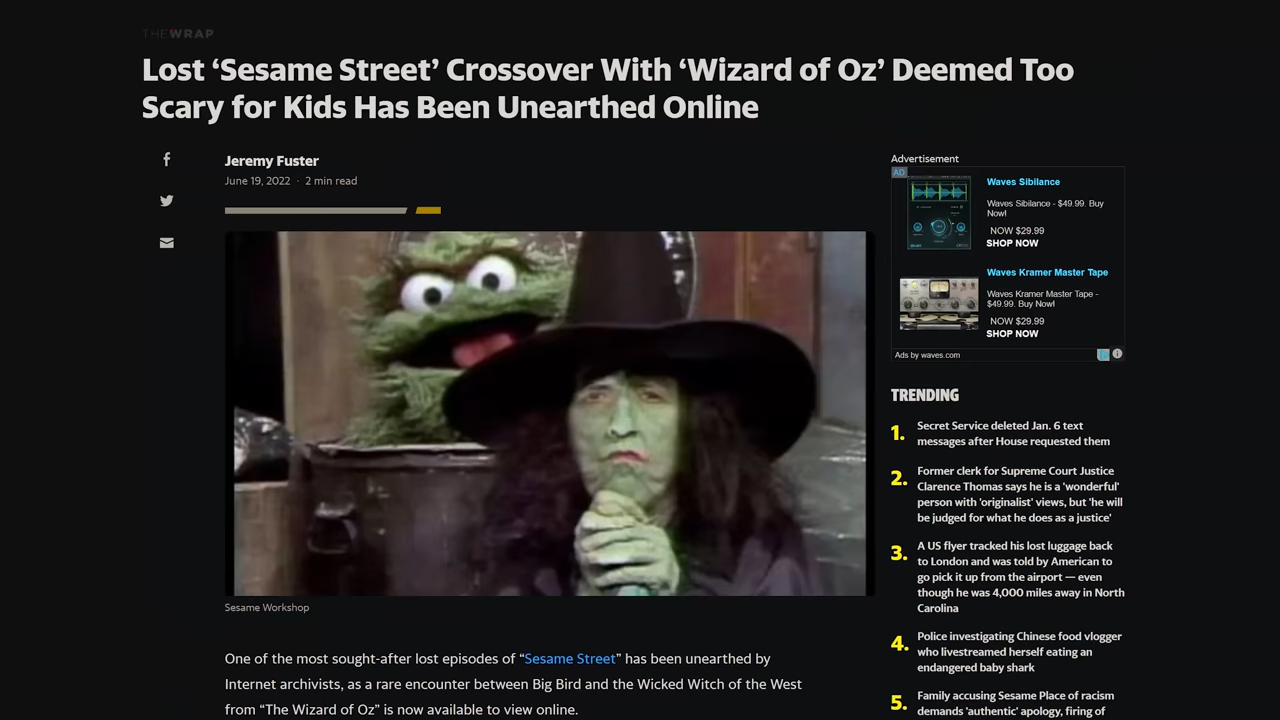 THEWRAP
Lost ‘Sesame Street’ Crossover With ‘Wizard of Oz’ Deemed Too
Scary for Kids Has Been Unearthed Online
Jeremy Fuster
June 19, 2022 · 2 min read
Sesame Workshop
One of the most sought-after lost episodes of “Sesame Street” has been unearthed by
Internet archivists, as a rare encounter between Big Bird and the Wicked Witch of the West
from “The Wizard of Oz” is now available to view online.
Advertisement
AD
Waves Sibilance
Waves Sibilance - $49.99. Buy
Now!
NOW $29.99
SHOP NOW
Waves Kramer Master Tape
Waves Kramer Master Tape -
$49.99. Buy Now!
NOW $29.99
SHOP NOW
Ads by waves.com
TRENDING
1. Secret Service deleted Jan. 6 text
messages after House requested them
2. Former clerk for Supreme Court Justice
Clarence Thomas says he is a 'wonderful'
person with 'originalist' views, but 'he will
be judged for what he does as a justice'
3. A US flyer tracked his lost luggage back
to London and was told by American to
go pick it up from the airport — even
though he was 4,000 miles away in North
Carolina
4. Police investigating Chinese food vlogger
who livestreamed herself eating an
endangered baby shark
5. Family accusing Sesame Place of racism
demands 'authentic' apology, firing of